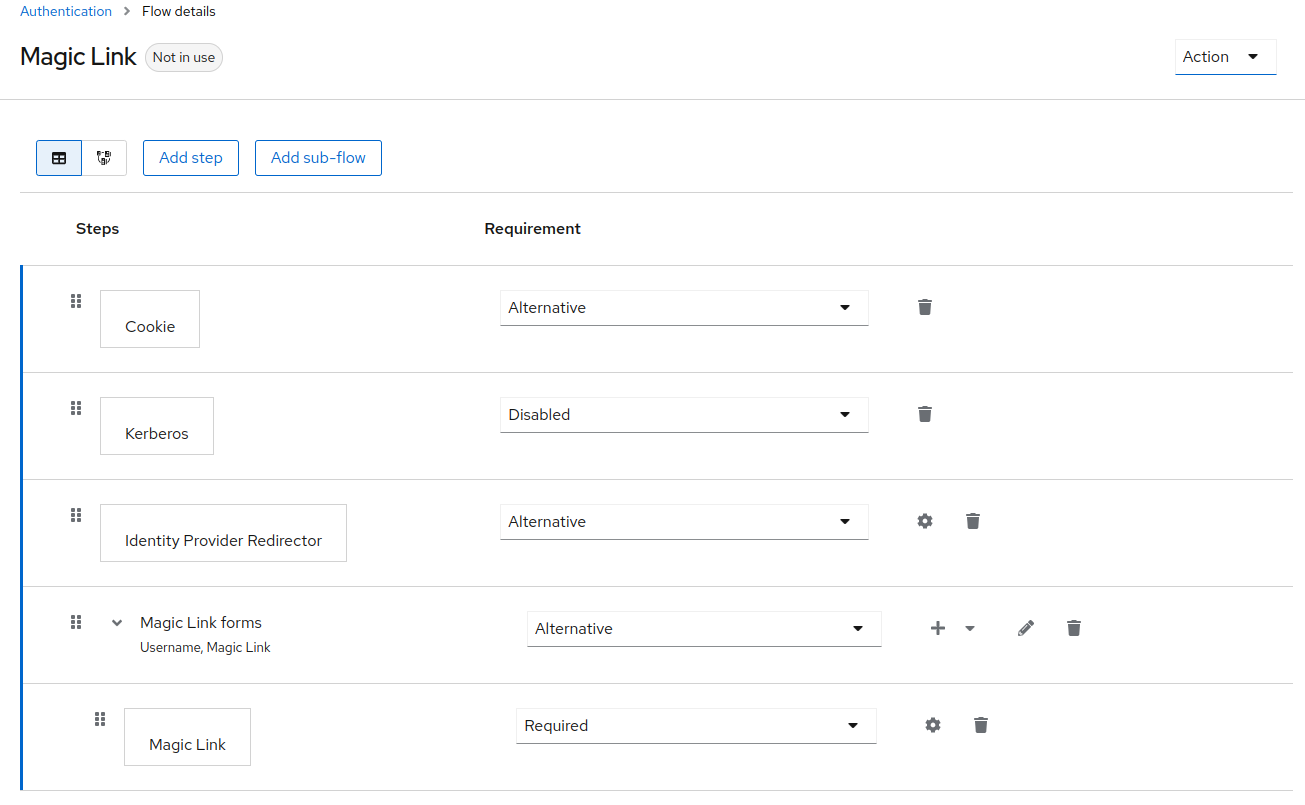 Authentication > Flow details
Magic Link Not in use
Action
Add step Add sub-flow
Steps Requirement
Cookie Alternative
Kerberos Disabled
Identity Provider Redirector Alternative
Magic Link forms Alternative
Username, Magic Link
Magic Link Required